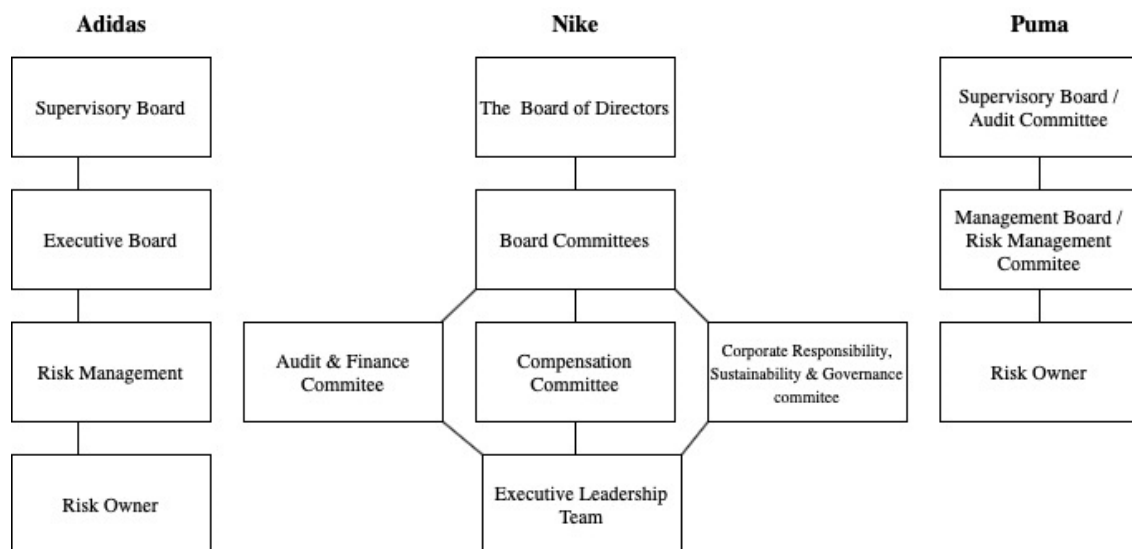 Adidas
Supervisory Board
Executive Board
Risk Management
Risk Owner
Nike
The Board of Directors
Board Committees
Audit & Finance
Commitee
Compensation
Committee
Corporate Responsibility,
Sustainability & Governance
commitee
Executive Leadership
Team
Puma
Supervisory Board /
Audit Committee
Management Board /
Risk Management
Commitee
Risk Owner